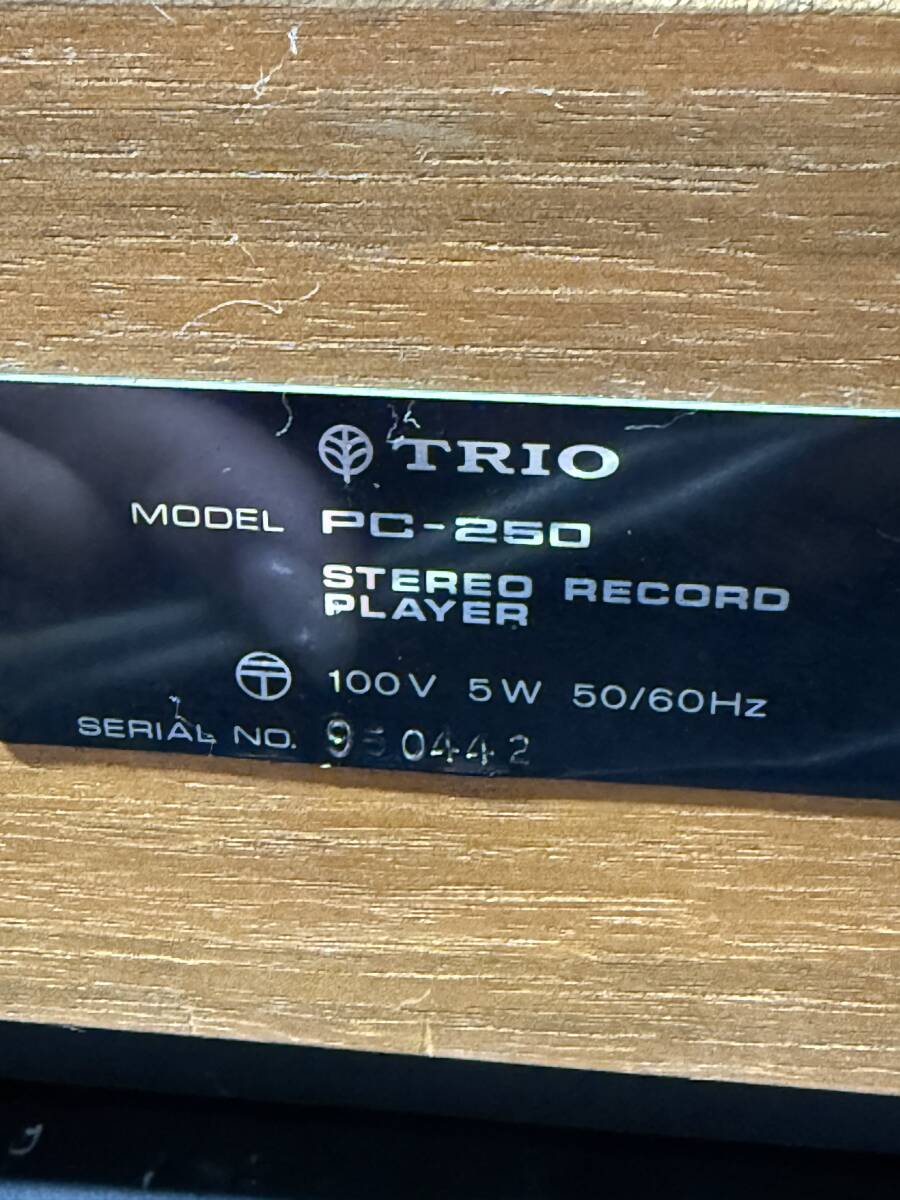 TRIO
MODEL PC-250
STEREO RECORD
PLAYER
100V 5W 50/60Hz
SERIAL NO. 950442